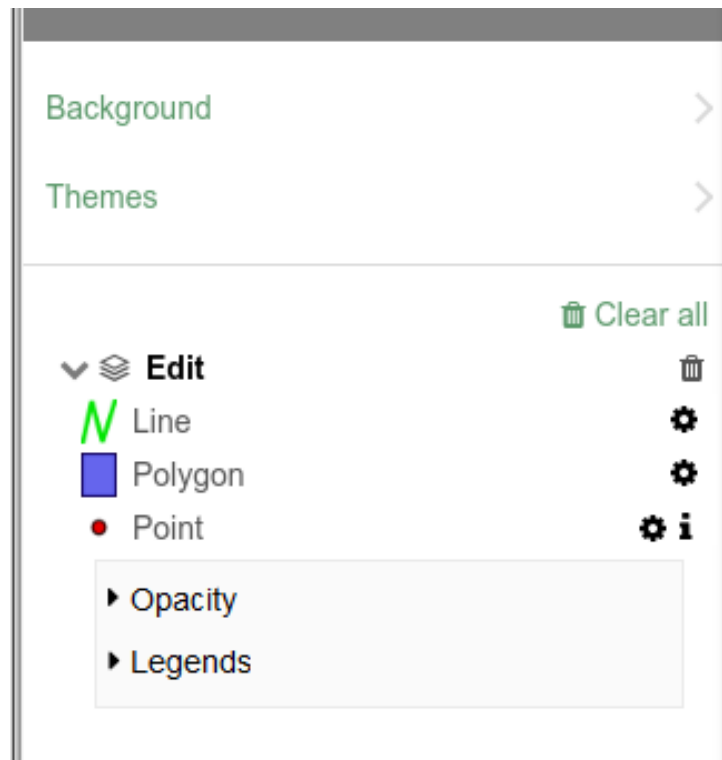 Background
Themes
Clear all
Edit
Line
Polygon
Point
Opacity
Legends